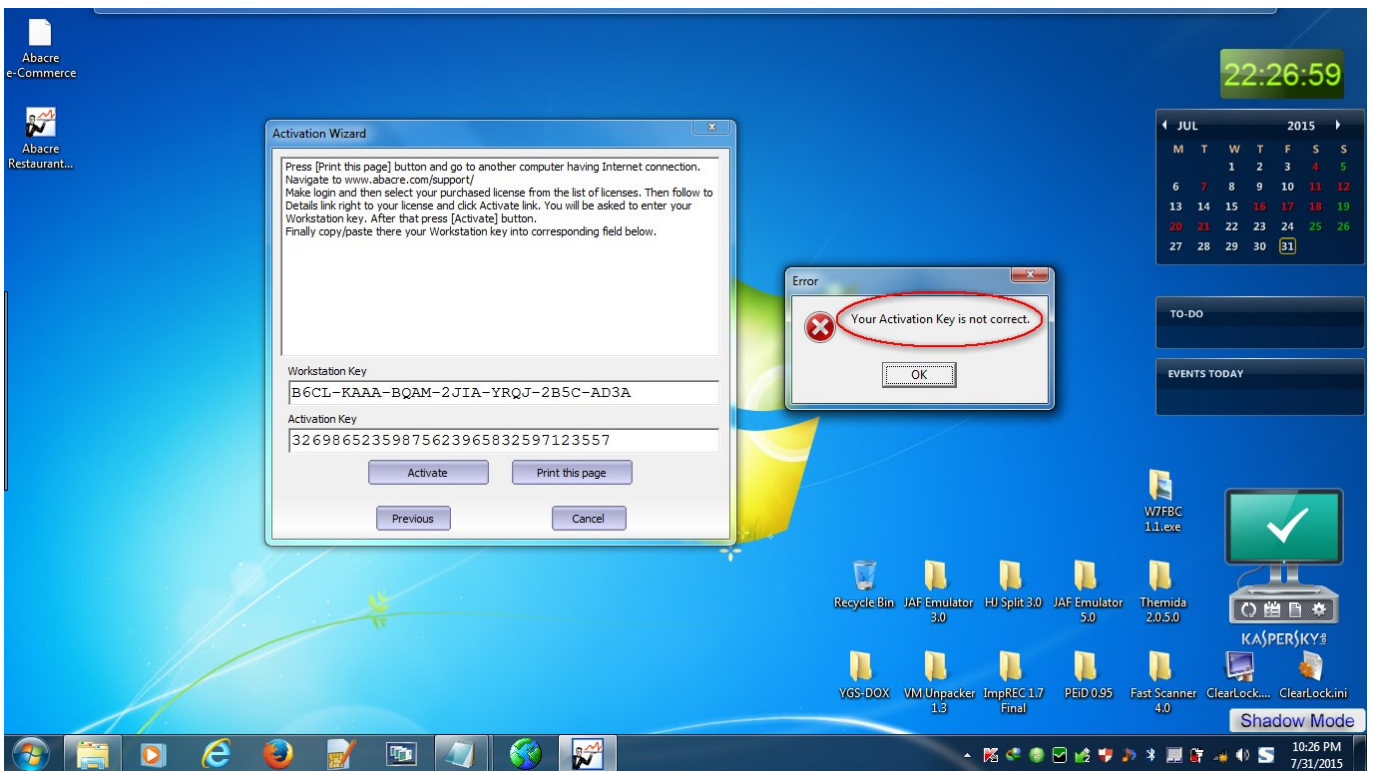 Abacre
e-Commerce
Abacre
Restaurant...
Activation Wizard
Press [Print this page] button and go to another computer having Internet connection.
Navigate to www.abacre.com/support/
Make login and then select your purchased license from the list of licenses. Then follow to
Details link right to your license and click Activate link. You will be asked to enter your
Workstation key. After that press [Activate] button.
Finally copy/paste there your Workstation key into corresponding field below.
Workstation Key
B6CL-KAAA-BQAM-2JIA-YRQJ-2B5C-AD3A
Activation Key
32698652359875623965832597123557
Activate
Print this page
Previous
Cancel
Error
Your Activation Key is not correct.
OK
22:26:59
JUL 2015
M T W T F S S
1 2 3 4 5
6 7 8 9 10 11 12
13 14 15 16 17 18 19
20 21 22 23 24 25 26
27 28 29 30 31
TO-DO
EVENTS TODAY
W7FBC
1.1.exe
Recycle Bin
JAF Emulator
3.0
HJ Split 3.0
JAF Emulator
5.0
Themida
2.0.5.0
KASPERSKY
YGS-DOX
VM Unpacker
1.3
ImpREC 1.7
Final
PEiD 0.95
Fast Scanner
4.0
ClearLock....
ClearLock.ini
Shadow Mode
10:26 PM
7/31/2015